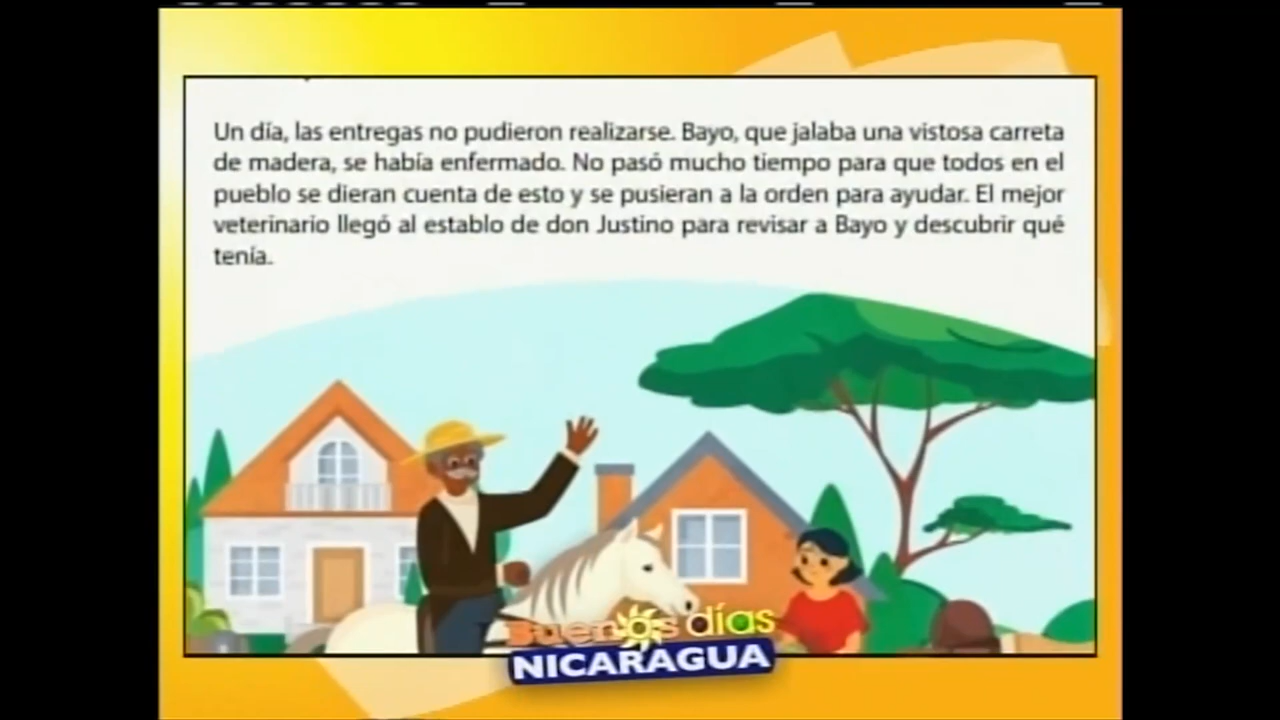 Un día, las entregas no pudieron realizarse. Bayo, que jalaba una vistosa carreta
de madera, se había enfermado. No pasó mucho tiempo para que todos en el
pueblo se dieran cuenta de esto y se pusieran a la orden para ayudar. El mejor
veterinario llegó al establo de don Justino para revisar a Bayo y descubrir qué
tenía.
Buenos días
NICARAGUA